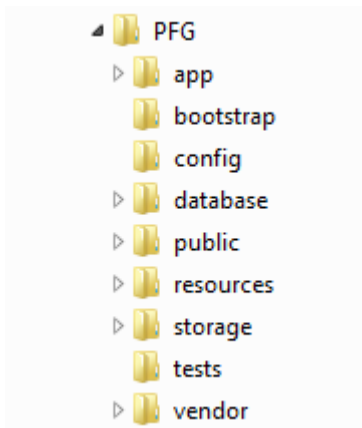 PFG
app
bootstrap
config
database
public
resources
storage
tests
vendor